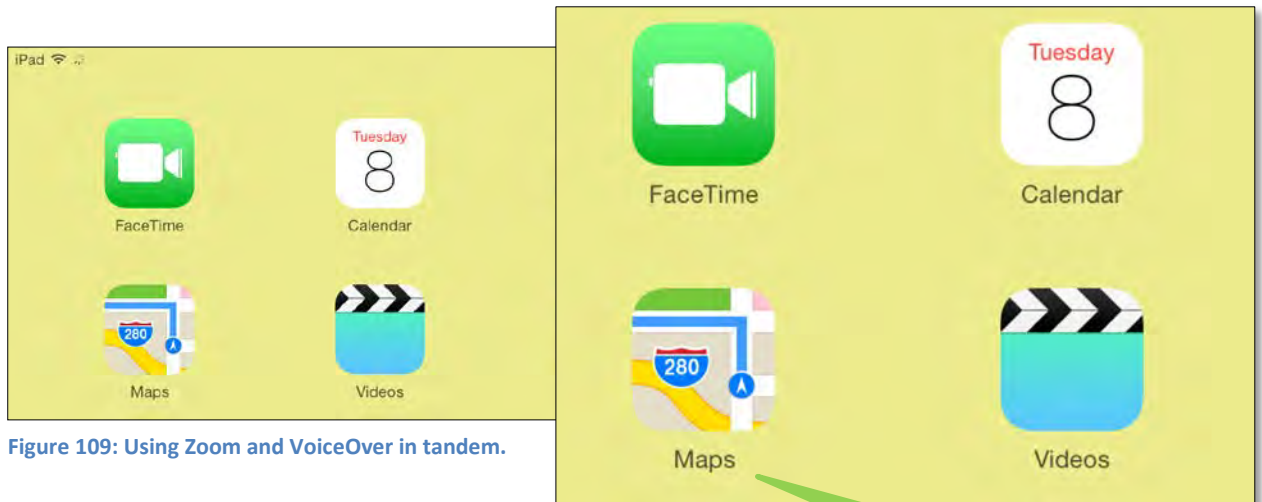 iPad
Tuesday
8
FaceTime
Calendar
280
Maps
Videos
Figure 109: Using Zoom and VoiceOver in tandem.
Tuesday
8
FaceTime
Calendar
280
Maps
Videos